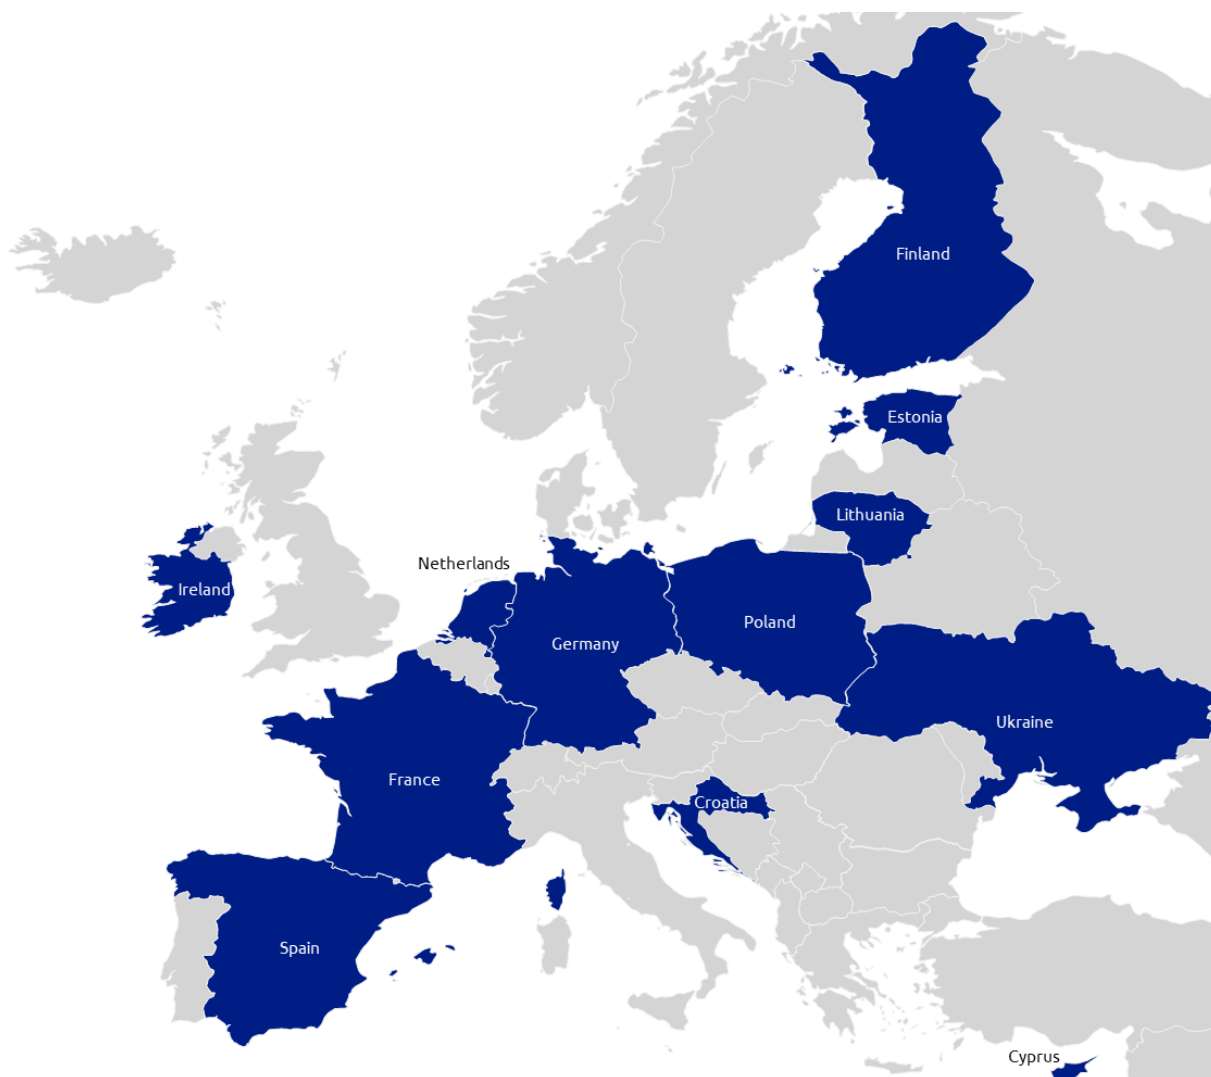 Finland
Estonia
Lithuania
Netherlands
Ireland
Poland
Germany
Ukraine
France
Croatia
Spain
Cyprus